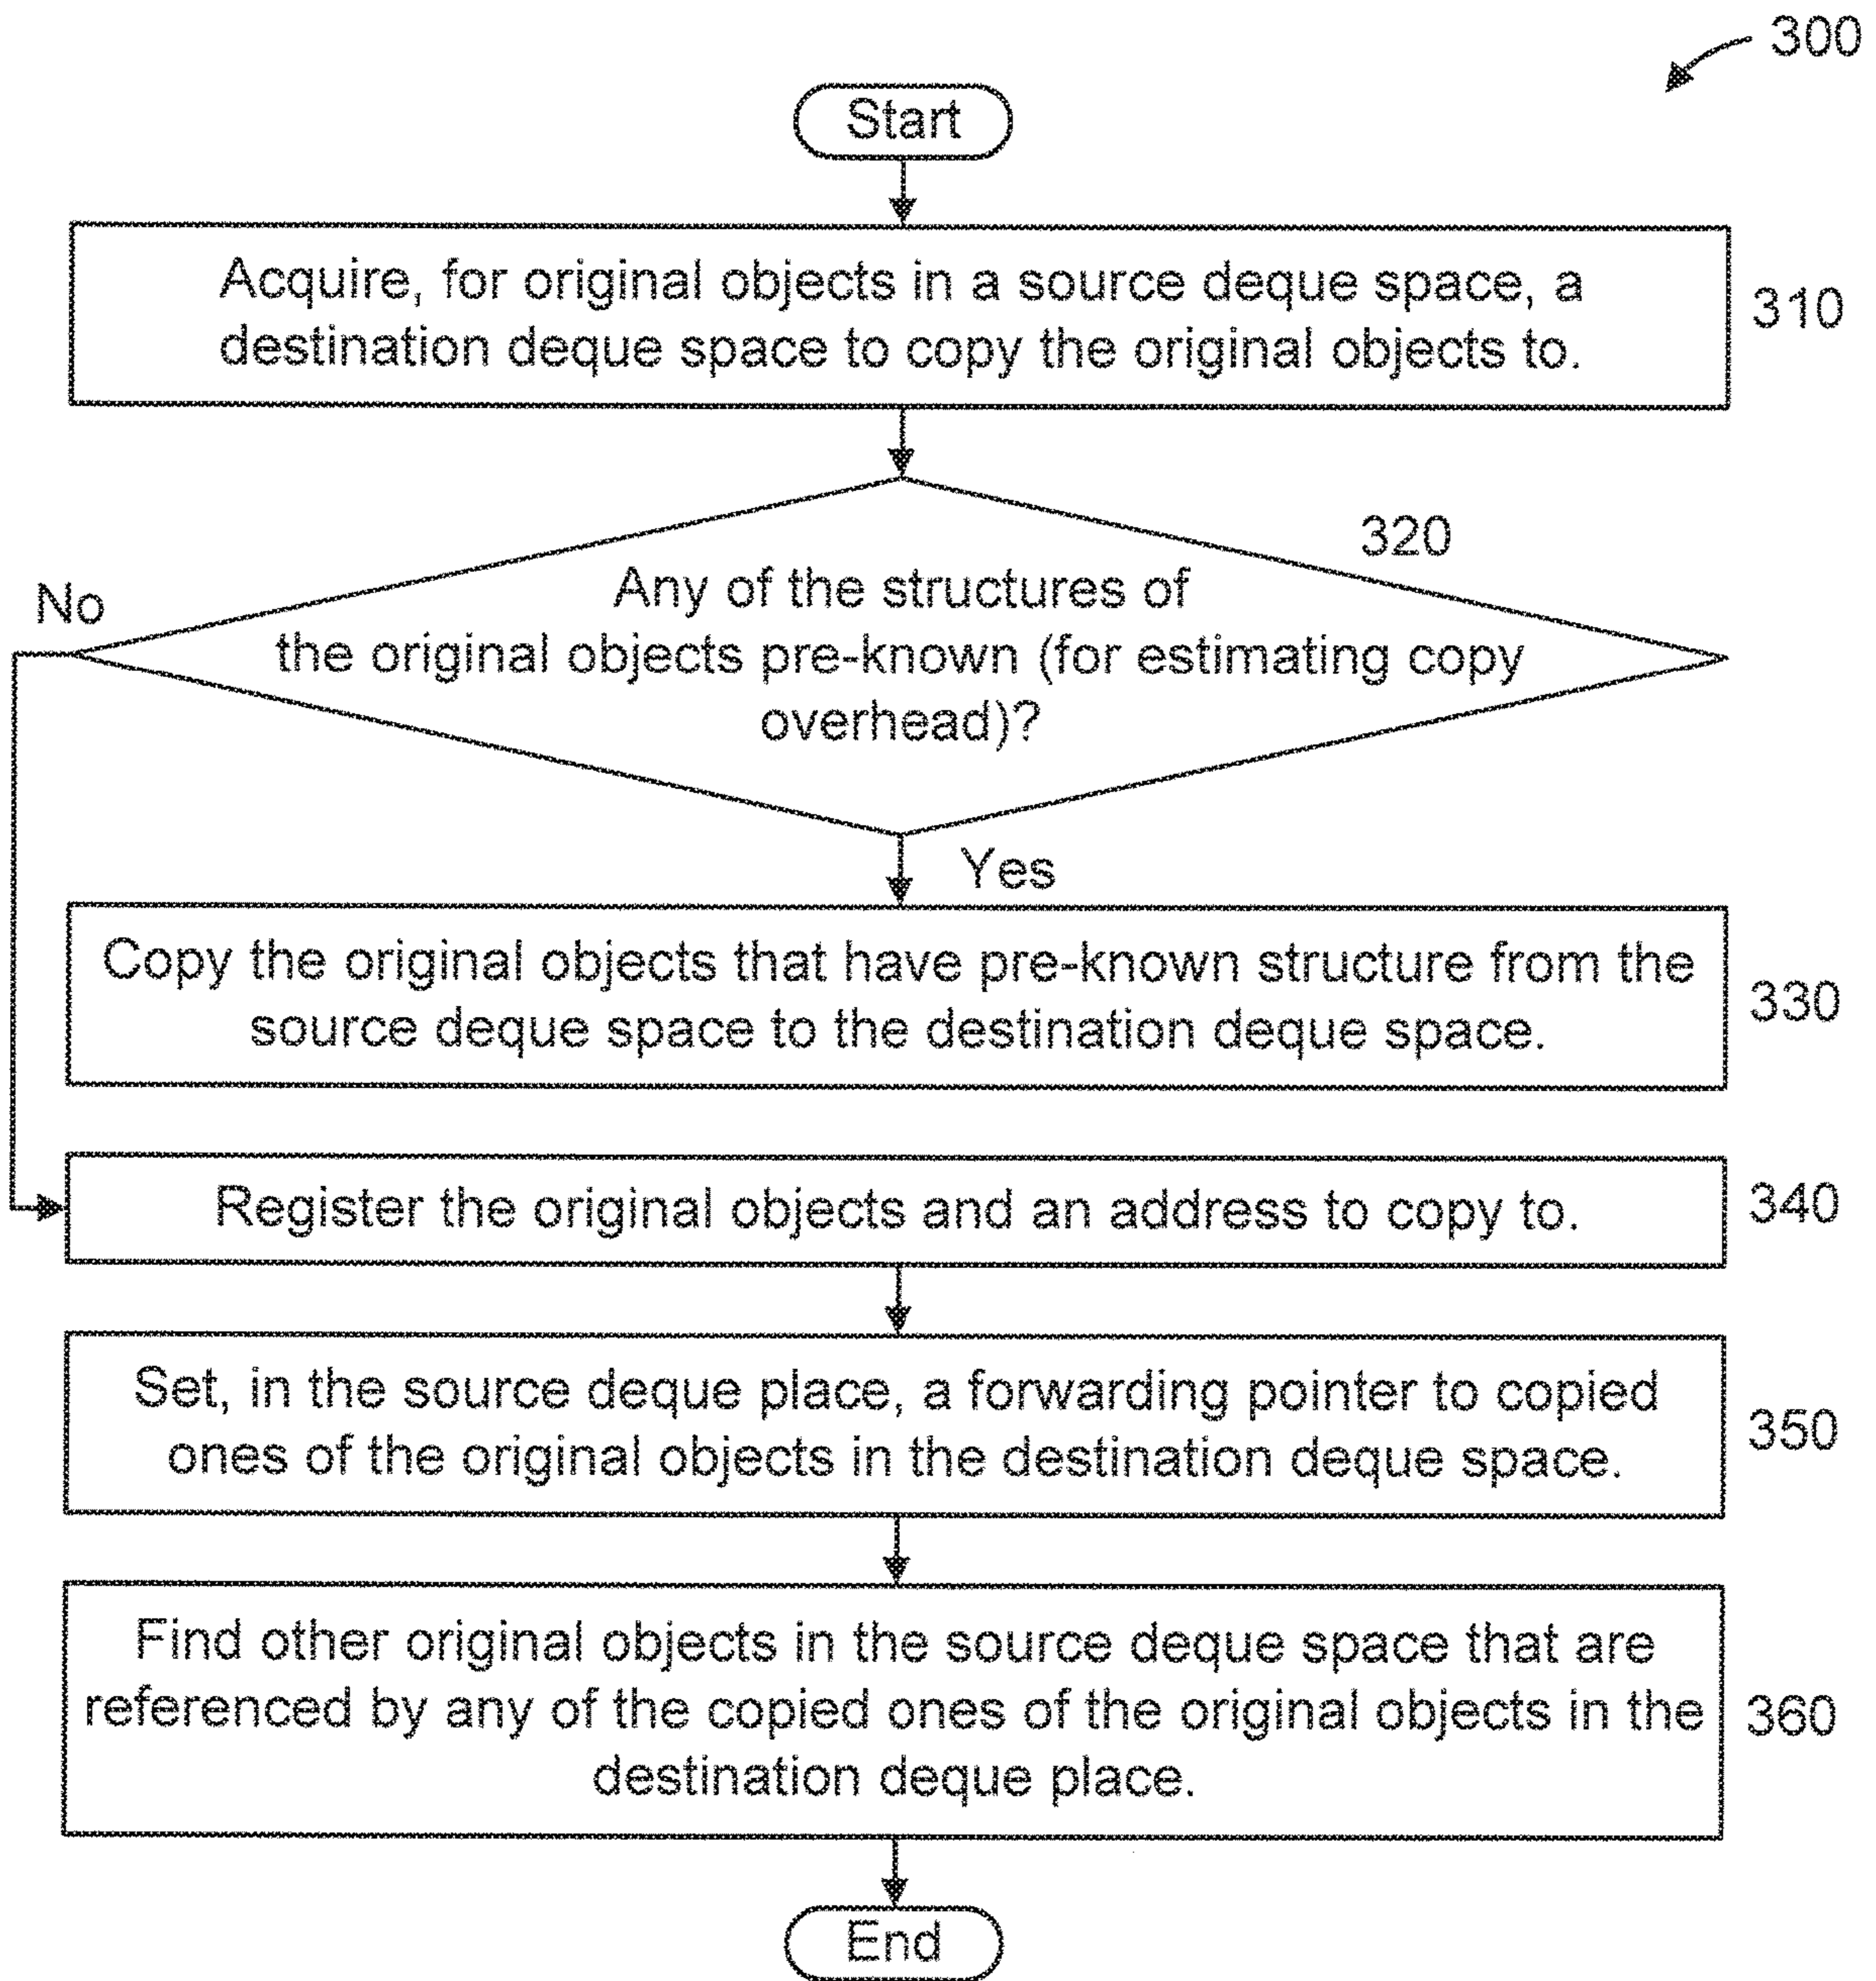 300
Start
Acquire, for original objects in a source deque space, a
destination deque space to copy the original objects to.
310
320
Any of the structures of
the original objects pre-known (for estimating copy
overhead)?
No
Yes
Copy the original objects that have pre-known structure from the
source deque space to the destination deque space.
330
Register the original objects and an address to copy to.
340
Set, in the source deque place, a forwarding pointer to copied
ones of the original objects in the destination deque space.
350
Find other original objects in the source deque space that are
referenced by any of the copied ones of the original objects in the
destination deque place.
360
End